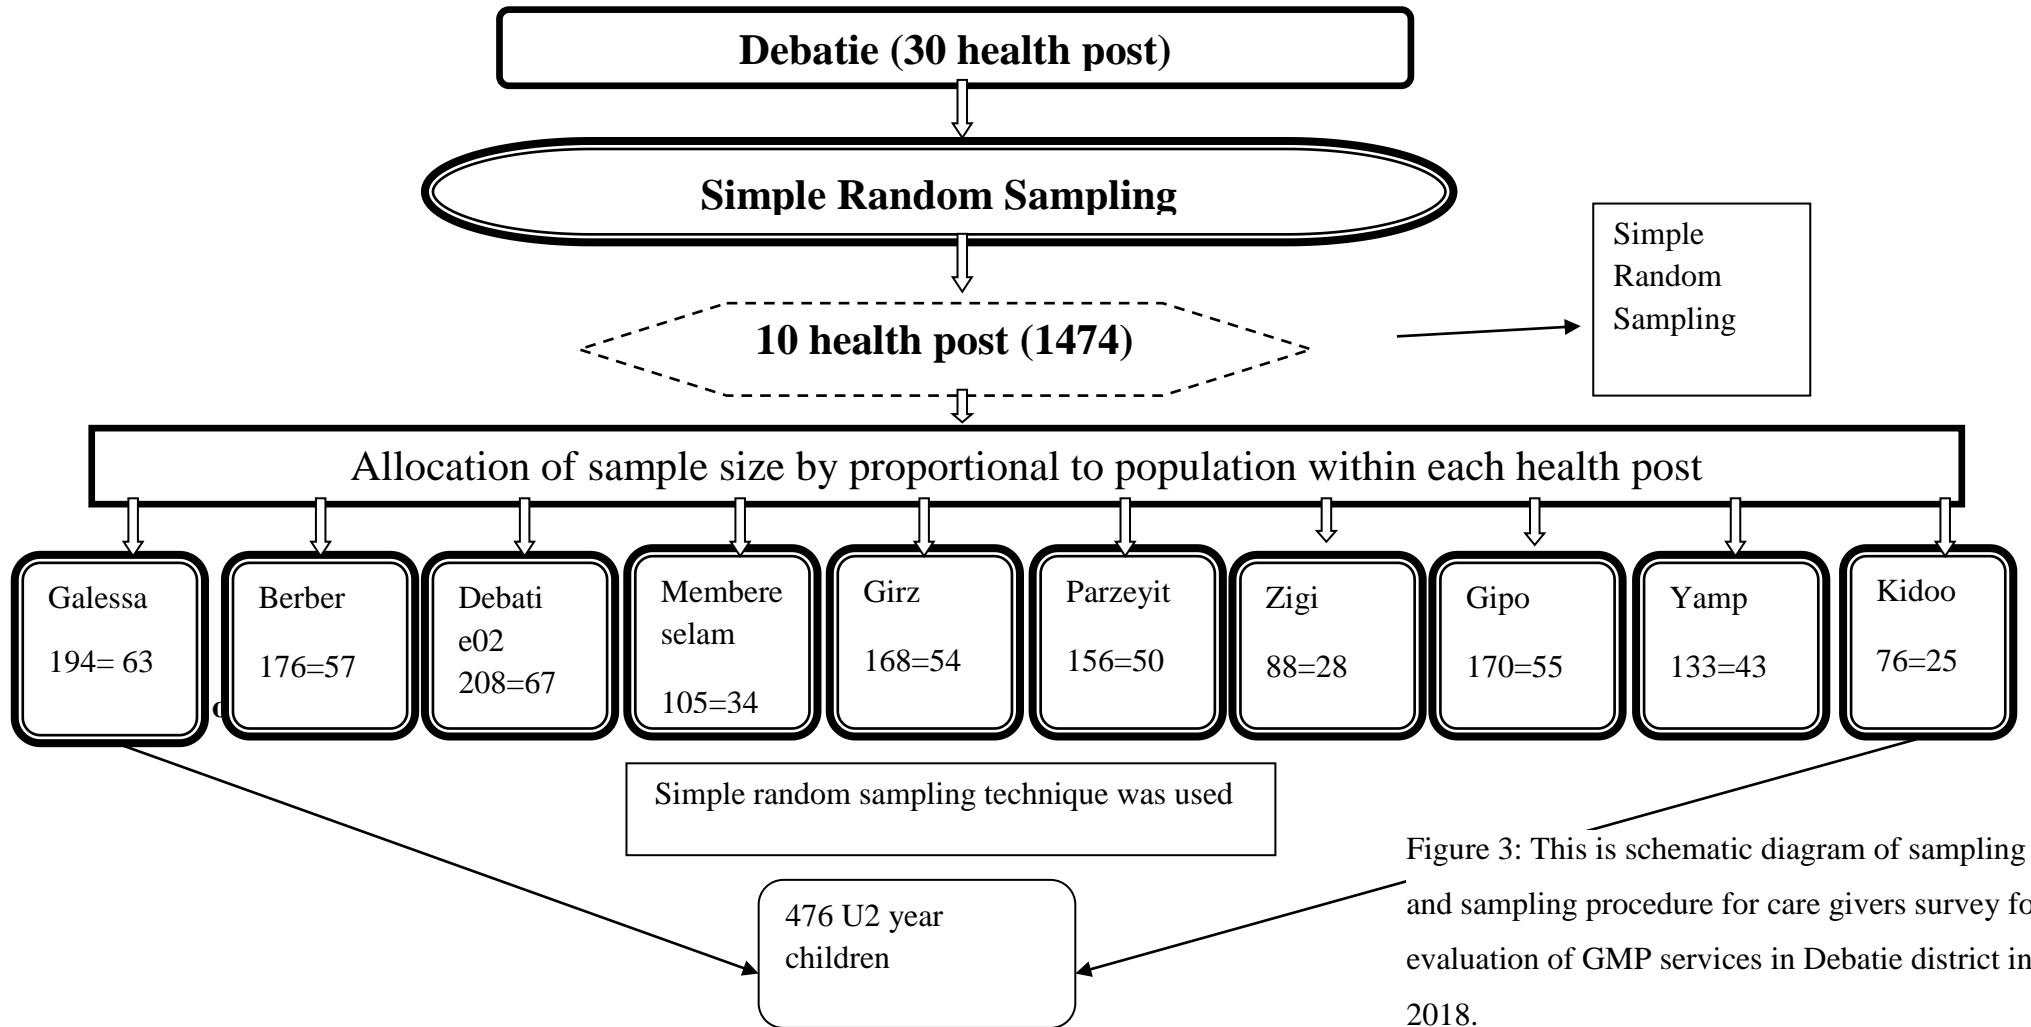 Debatie (30 health post)
Simple Random Sampling
Simple
Random
Sampling
10 health post (1474)
Allocation of sample size by proportional to population within each health post
Galessa
194= 63
Berber
176=57
Debati
e02
208=67
Membere
selam
105=34
Girz
168=54
Parzeyit
156=50
Zigi
88=28
Gipo
170=55
Yamp
133=43
Kidoo
76=25
Simple random sampling technique was used
476 U2 year
children
Figure 3: This is schematic diagram of sampling
and sampling procedure for care givers survey fo
evaluation of GMP services in Debatie district in
2018.